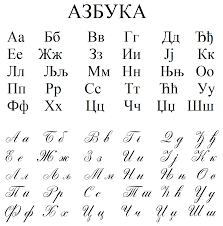 АЗБУКА
Аа Бб Вв Гг Дд Ђђ
Ее Жж Зз Ии Јј Кк
Лл Љљ Мм Нн Њњ Оо
Пп Рр Сс Тт Ћћ Уу
Фф Хх Цц Чч Џџ Шш
А а Б б В в Г г Д д Ђ ђ
Е е Ж ж З з И и Ј ј К к
Л л Љ љ М м Н н Њ њ О о
П п Р р С с Т т Ћ ћ У у
Ф ф Х х Ц ц Ч ч Џ џ Ш ш